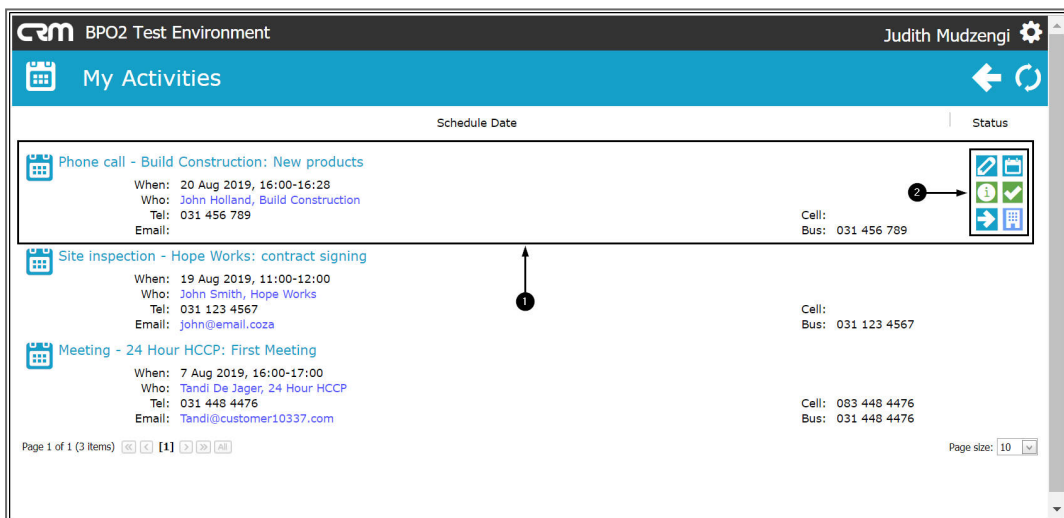 CRM BPO2 Test Environment Judith Mudzengi
My Activities
Schedule Date Status
Phone call - Build Construction: New products
When: 20 Aug 2019, 16:00-16:28
Who: John Holland, Build Construction
Tel: 031 456 789 Cell:
Email: Bus: 031 456 789
2
Site inspection - Hope Works: contract signing
When: 19 Aug 2019, 11:00-12:00
Who: John Smith, Hope Works
1
Tel: 031 123 4567 Cell:
Email: john@email.coza Bus: 031 123 4567
Meeting - 24 Hour HCCP: First Meeting
When: 7 Aug 2019, 16:00-17:00
Who: Tandi De Jager, 24 Hour HCCP
Tel: 031 448 4476 Cell: 083 448 4476
Email: Tandi@customer10337.com Bus: 031 448 4476
Page 1 of 1 (3 items) [1] All Page size: 10